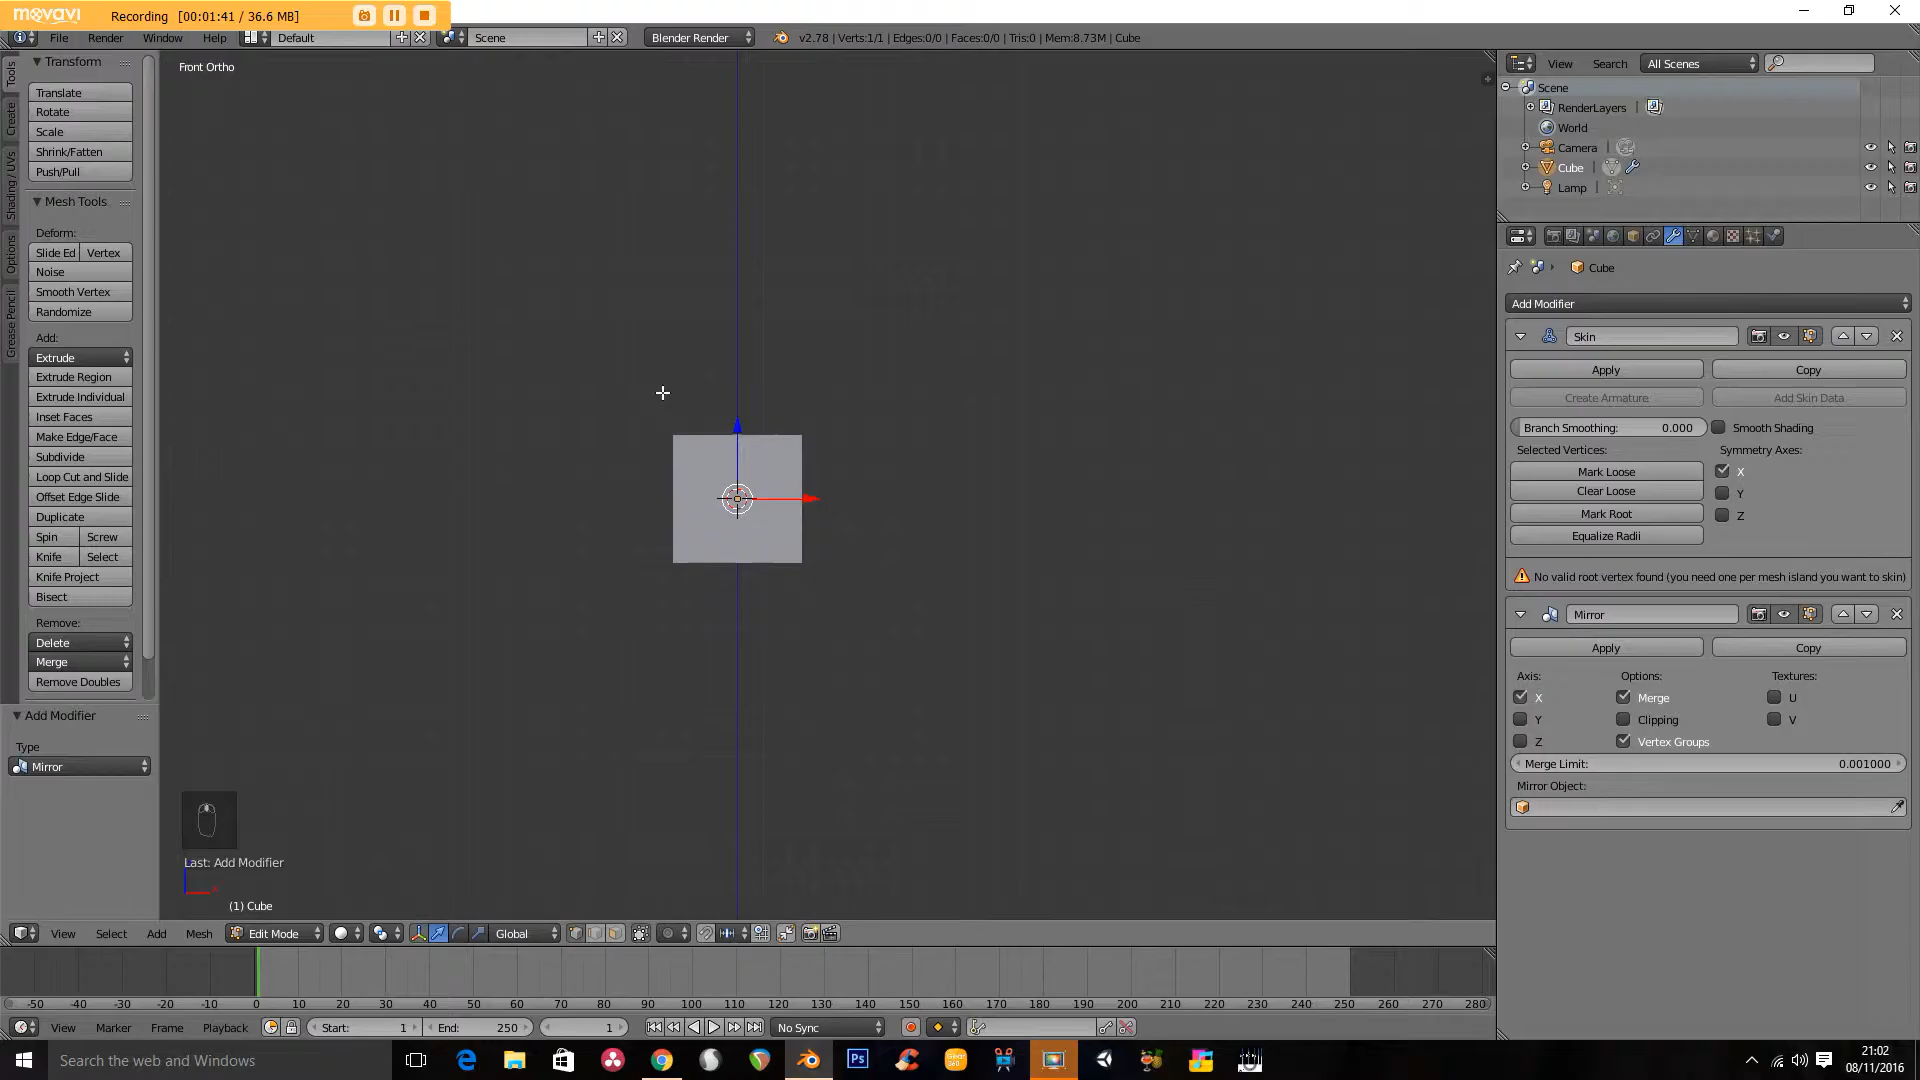 movavi
Recording [00:01:41 / 36.6 MB]
File Render Window Help Default Scene Blender Render v2.78 | Verts:1/1 | Edges:0/0 | Faces:0/0 | Tris:0 | Mem:8.73M | Cube
Tools
Create
Shading / UVs
Options
Grease Pencil
Transform
Translate
Rotate
Scale
Shrink/Fatten
Push/Pull
Mesh Tools
Deform:
Slide Ed Vertex
Noise
Smooth Vertex
Randomize
Add:
Extrude
Extrude Region
Extrude Individual
Inset Faces
Make Edge/Face
Subdivide
Loop Cut and Slide
Offset Edge Slide
Duplicate
Spin Screw
Knife Select
Knife Project
Bisect
Remove:
Delete
Merge
Remove Doubles
Add Modifier
Type
Mirror
Front Ortho
Last: Add Modifier
(1) Cube
View Select Add Mesh Edit Mode Global
View Search All Scenes
Scene
RenderLayers
World
Camera
Cube
Lamp
Cube
Add Modifier
Skin
Apply Copy
Create Armature Add Skin Data
Branch Smoothing: 0.000 Smooth Shading
Selected Vertices: Symmetry Axes:
Mark Loose X
Clear Loose Y
Mark Root Z
Equalize Radii
No valid root vertex found (you need one per mesh island you want to skin)
Mirror
Apply Copy
Axis: Options: Textures:
X Merge U
Y Clipping V
Z Vertex Groups
Merge Limit: 0.001000
Mirror Object:
-50 -40 -30 -20 -10 0 10 20 30 40 50 60 70 80 90 100 110 120 130 140 150 160 170 180 190 200 210 220 230 240 250 260 270 280
View Marker Frame Playback Start: 1 End: 250 1 No Sync
Search the web and Windows
Ps
Gear 360
21:02
08/11/2016